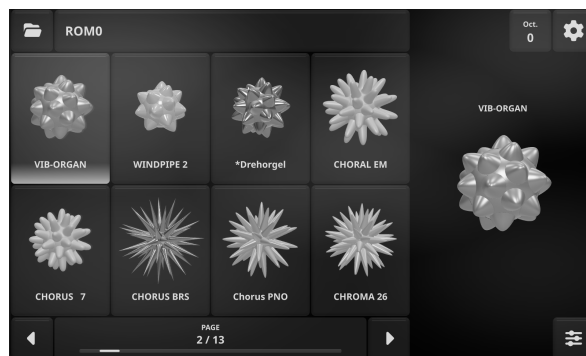 ROM0
Oct.
0
VIB-ORGAN
WINDPIPE 2
*Drehorgel
CHORAL EM
VIB-ORGAN
CHORUS 7
CHORUS BRS
Chorus PNO
CHROMA 26
PAGE
2 / 13